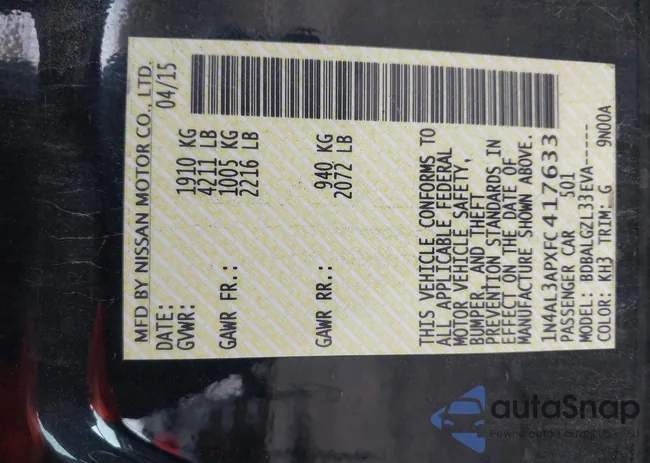 MFD BY NISSAN MOTOR CO., LTD.
DATE: 04/15
GVWR: 1910 KG
4211 LB
GAWR FR.: 1005 KG
2216 LB
GAWR RR.: 940 KG
2072 LB
THIS VEHICLE CONFORMS TO
ALL APPLICABLE FEDERAL
MOTOR VEHICLE SAFETY,
BUMPER, AND THEFT
PREVENTION STANDARDS IN
EFFECT ON THE DATE OF
MANUFACTURE SHOWN ABOVE.
1N4AL3APXFC417633
PASSENGER CAR 501
MODEL: BDBALGZL33EVA-----
COLOR: KH3 TRIM: G 9N00A
autoSnap